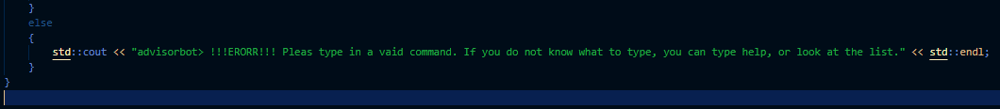 }
else
{
std::cout << "advisorbot> !!!ERORR!!! Pleas type in a vaid command. If you do not know what to type, you can type help, or look at the list." << std::endl;
}
}